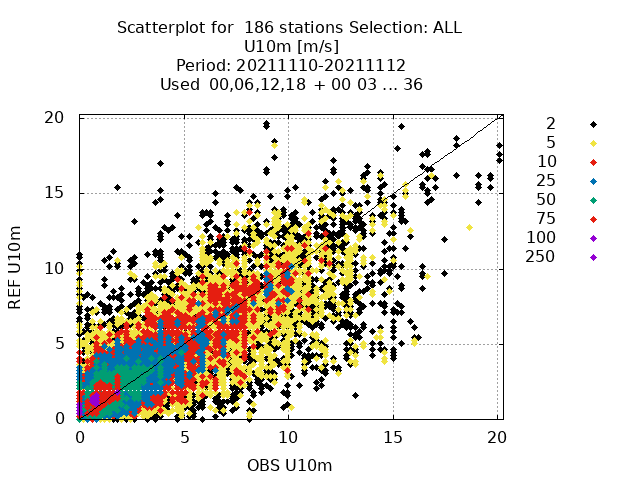 Scatterplot for  186 stations Selection: ALL
U10m [m/s]
Period: 20211110-20211112
Used  00,06,12,18  + 00 03 ... 36
20
15
10
5
0
REF U10m
0 5 10 15 20
OBS U10m
2
5
10
25
50
75
100
250